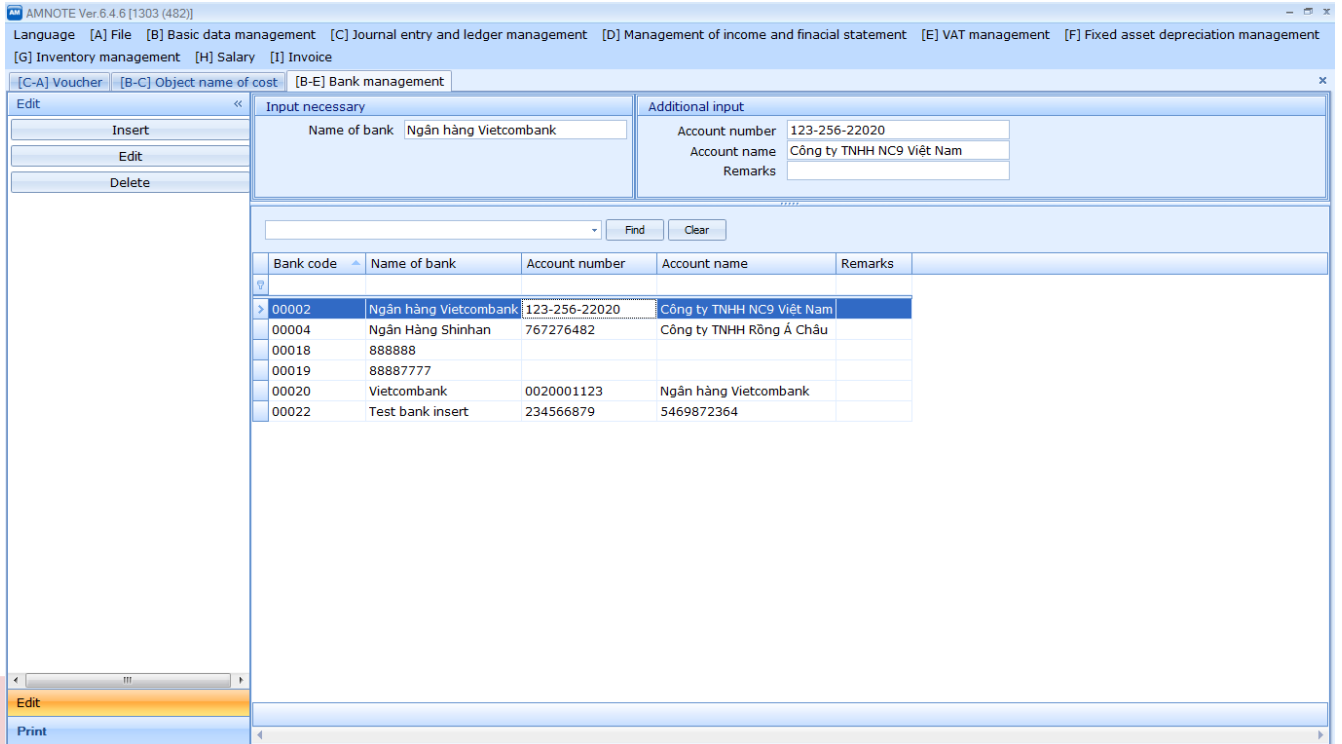 AM AMNOTE Ver.6.4.6 [1303 (482)]
Language [A] File [B] Basic data management [C] Journal entry and ledger management [D] Management of income and finacial statement [E] VAT management [F] Fixed asset depreciation management
[G] Inventory management [H] Salary [I] Invoice
[C-A] Voucher [B-C] Object name of cost [B-E] Bank management
Edit
Insert
Edit
Delete
Input necessary
Name of bank Ngân hàng Vietcombank
Additional input
Account number 123-256-22020
Account name Công ty TNHH NC9 Việt Nam
Remarks
Find Clear
Bank code Name of bank Account number Account name Remarks
00002 Ngân hàng Vietcombank 123-256-22020 Công ty TNHH NC9 Việt Nam
00004 Ngân Hàng Shinhan 767276482 Công ty TNHH Rồng Á Châu
00018 888888
00019 88887777
00020 Vietcombank 0020001123 Ngân hàng Vietcombank
00022 Test bank insert 234566879 5469872364
Edit
Print